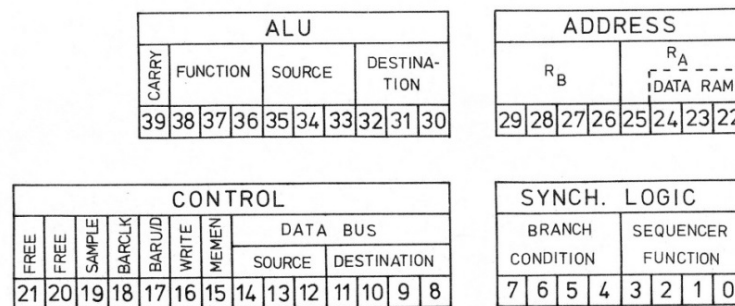 ALU
CARRY FUNCTION SOURCE DESTINA-
TION
39 38 37 36 35 34 33 32 31 30
ADDRESS
RB RA
DATA RAM
29 28 27 26 25 24 23 22
CONTROL
FREE FREE SAMPLE BARCLK BARU/D WRITE MEMEN DATA BUS
SOURCE DESTINATION
21 20 19 18 17 16 15 14 13 12 11 10 9 8
SYNCH. LOGIC
BRANCH SEQUENCER
CONDITION FUNCTION
7 6 5 4 3 2 1 0